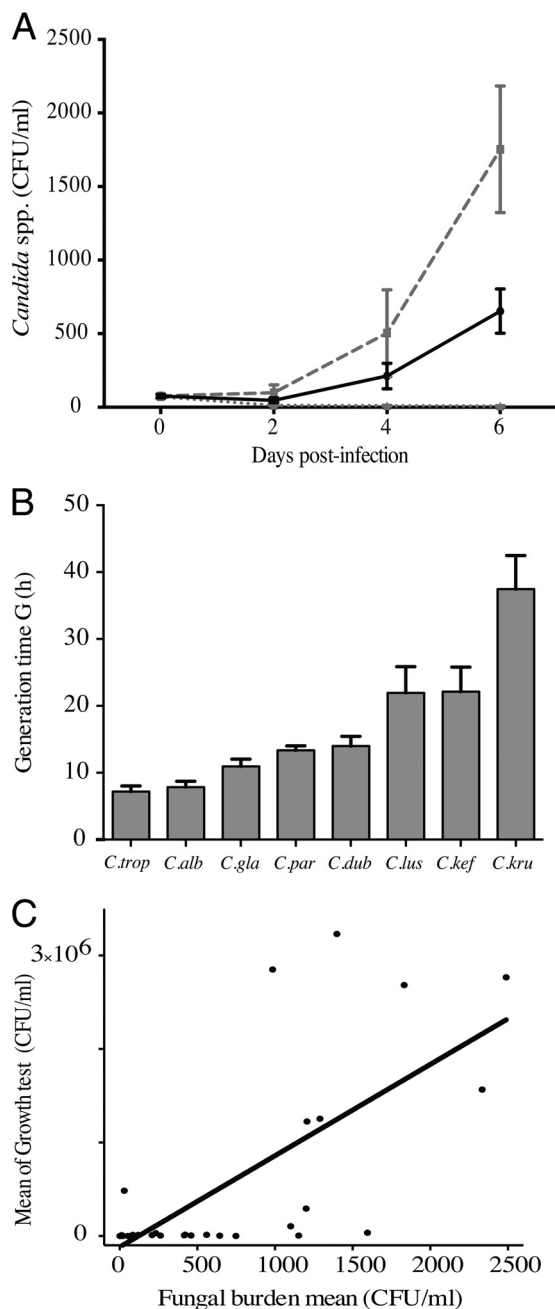 A
2500
2000
1500
1000
500
0
Candida spp. (CFU/ml)
0 2 4 6
Days post-infection
B
50
40
30
20
10
0
Generation time G (h)
C.trop C.alb C.gla C.par C.dub C.lus C.kef C.kru
C
3×10⁶
0
Mean of Growth test (CFU/ml)
0 500 1000 1500 2000 2500
Fungal burden mean (CFU/ml)